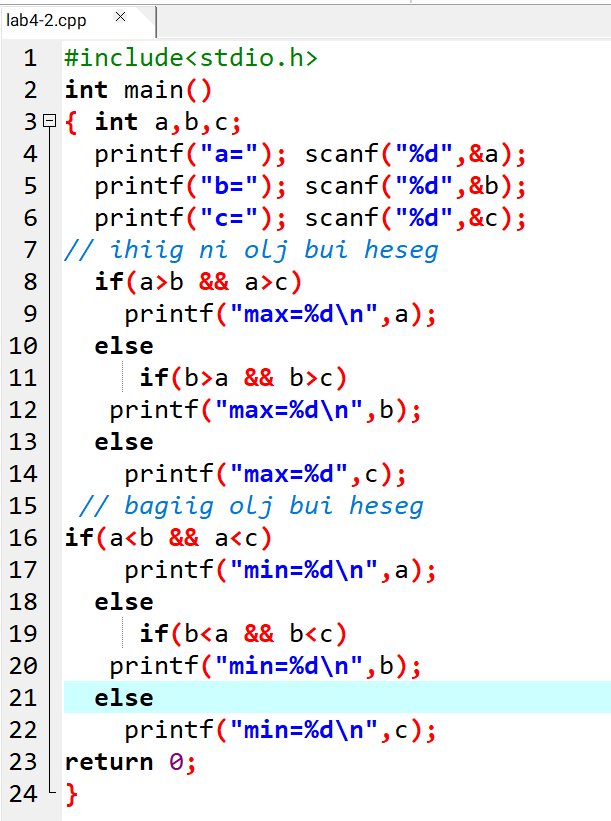 lab4-2.cpp ×
1 #include<stdio.h>
2 int main()
3 { int a,b,c;
4 printf("a="); scanf("%d",&a);
5 printf("b="); scanf("%d",&b);
6 printf("c="); scanf("%d",&c);
7 // ihiig ni olj bui heseg
8 if(a>b && a>c)
9 printf("max=%d\n",a);
10 else
11 if(b>a && b>c)
12 printf("max=%d\n",b);
13 else
14 printf("max=%d",c);
15 // bagiig olj bui heseg
16 if(a<b && a<c)
17 printf("min=%d\n",a);
18 else
19 if(b<a && b<c)
20 printf("min=%d\n",b);
21 else
22 printf("min=%d\n",c);
23 return 0;
24 }